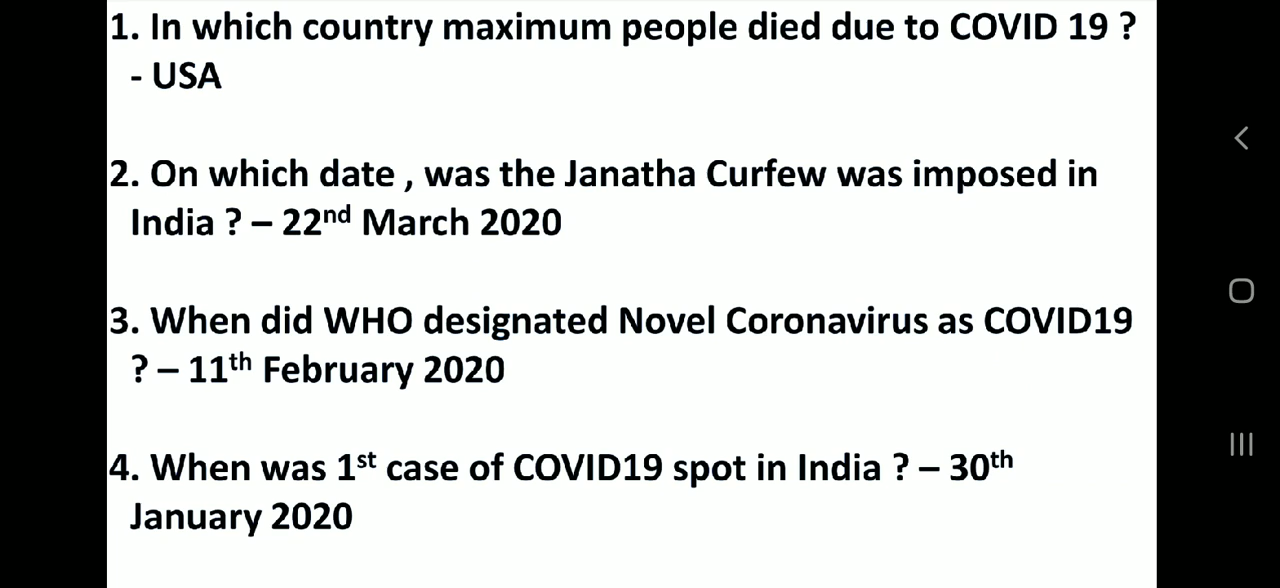 1. In which country maximum people died due to COVID 19 ?
- USA
2. On which date , was the Janatha Curfew was imposed in
India ? – 22nd March 2020
3. When did WHO designated Novel Coronavirus as COVID19
? – 11th February 2020
4. When was 1st case of COVID19 spot in India ? – 30th
January 2020